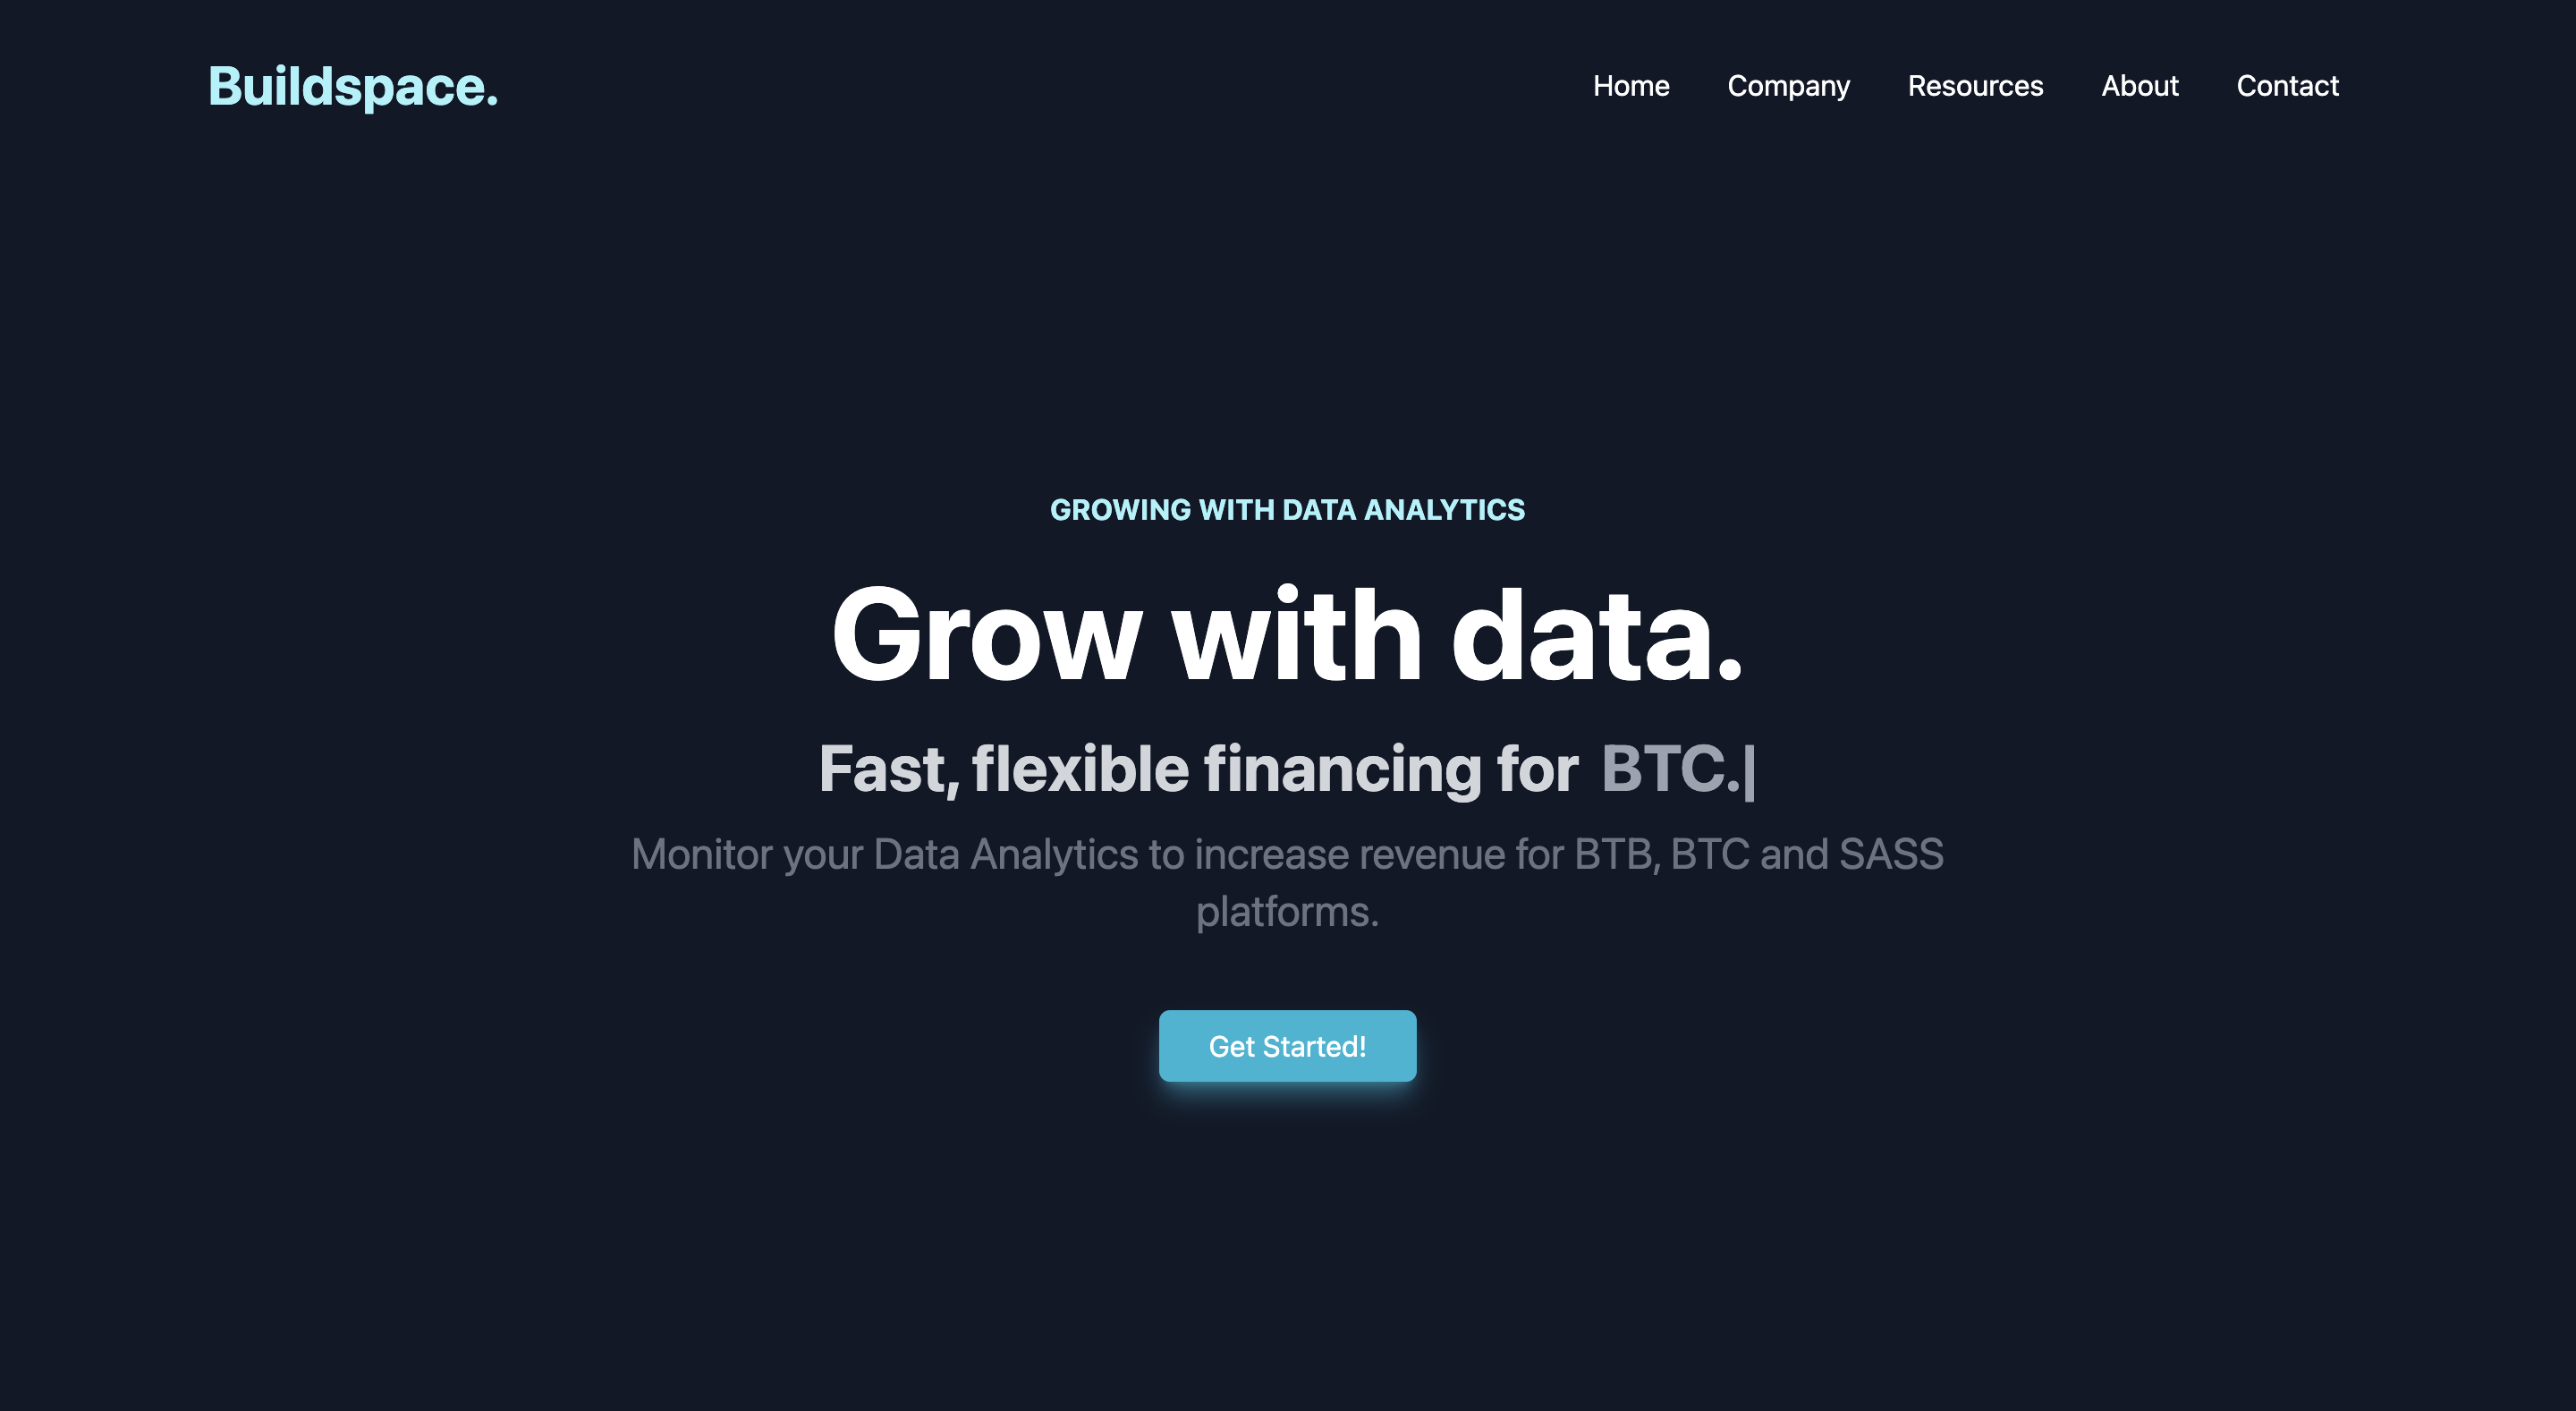 Buildspace.
Home Company Resources About Contact
GROWING WITH DATA ANALYTICS
Grow with data.
Fast, flexible financing for BTC.|
Monitor your Data Analytics to increase revenue for BTB, BTC and SASS
platforms.
Get Started!